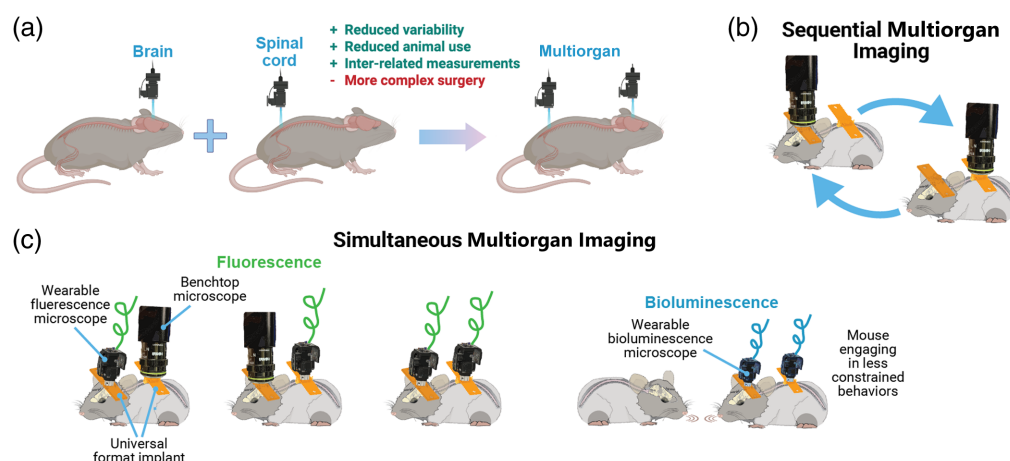 (a)
Brain
Spinal
cord
+ Reduced variability
+ Reduced animal use
+ Inter-related measurements
- More complex surgery
Multiorgan
(b)
Sequential Multiorgan
Imaging
(c)
Simultaneous Multiorgan Imaging
Fluorescence
Wearable
fluerescence
microscope
Benchtop
microscope
Universal
format implant
Bioluminescence
Wearable
bioluminescence
microscope
Mouse
engaging
in less
constrained
behaviors